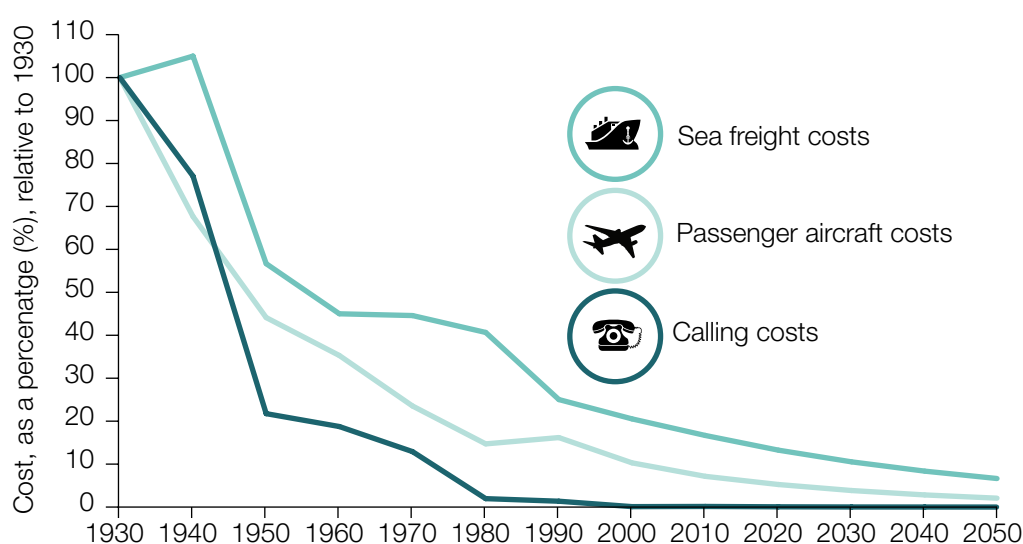 Cost, as a percenatge (%), relative to 1930
110
100
90
80
70
60
50
40
30
20
10
0
1930 1940 1950 1960 1970 1980 1990 2000 2010 2020 2030 2040 2050
Sea freight costs
Passenger aircraft costs
Calling costs